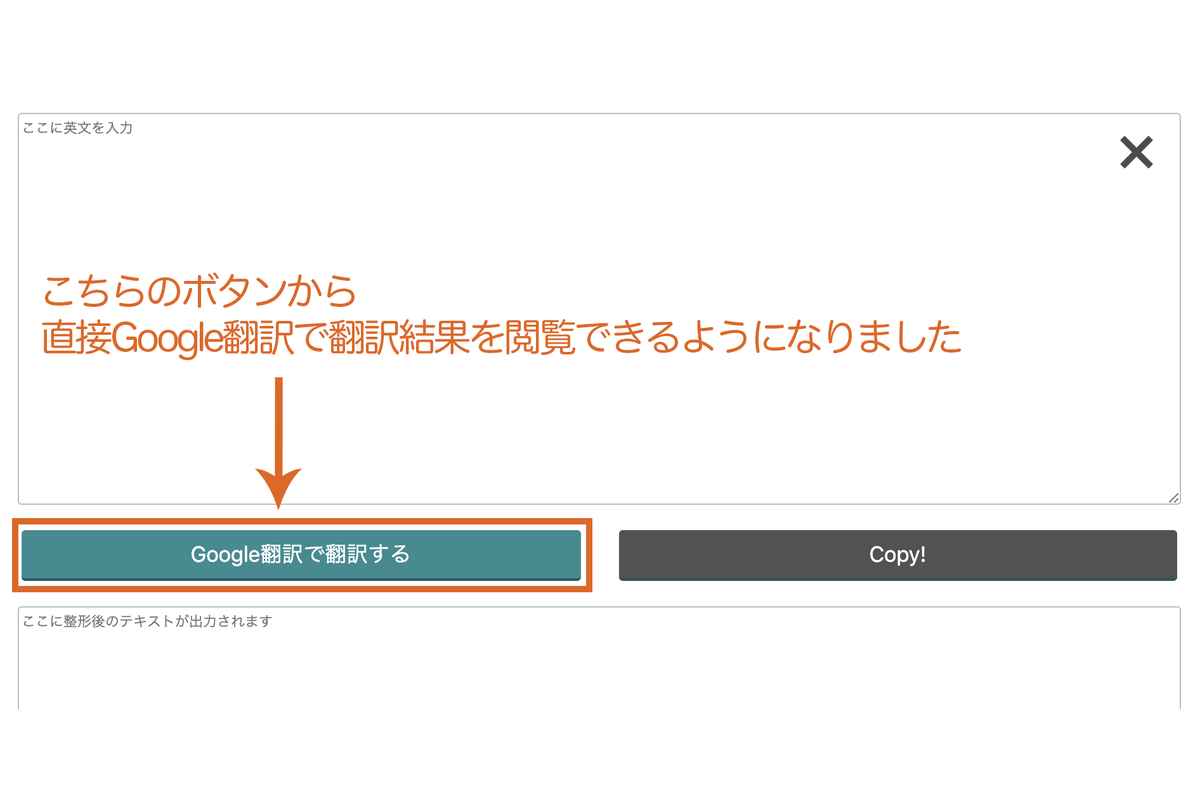 ここに英文を入力
こちらのボタンから
直接Google翻訳で翻訳結果を閲覧できるようになりました
Google翻訳で翻訳する
Copy!
ここに整形後のテキストが出力されます